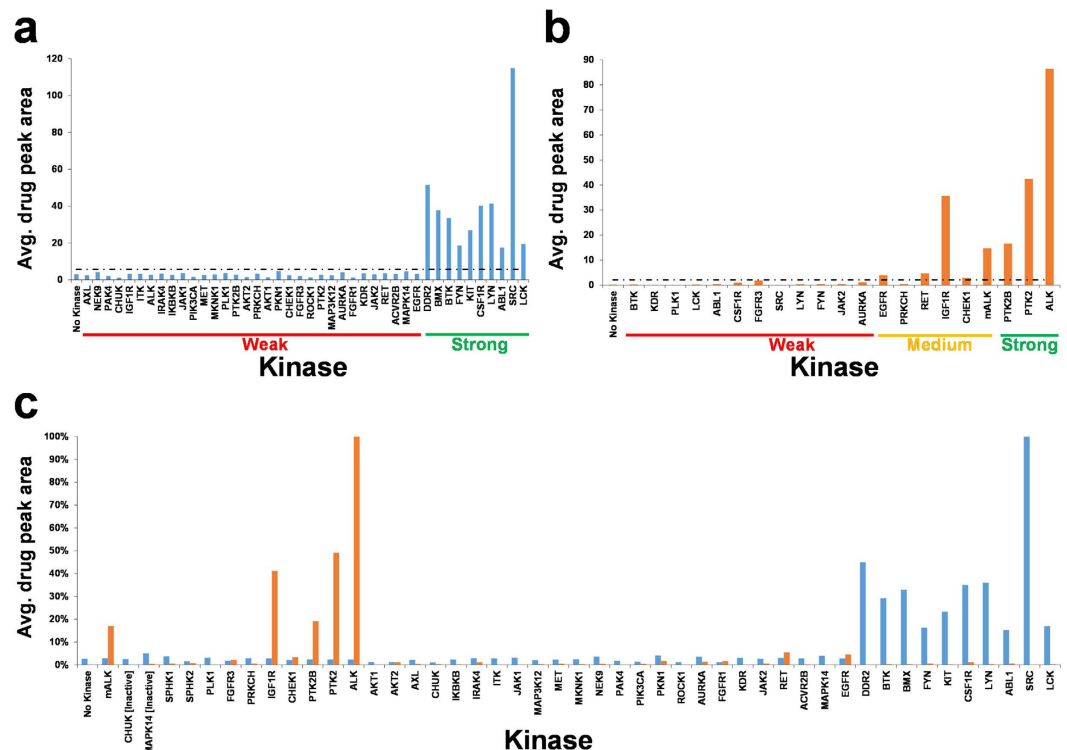 a
Avg. drug peak area
120
100
80
60
40
20
0
No Kinase
AXL
NEK9
PAK4
CHUK
IGF1R
ITK
ALK
IRAK4
IKBKB
JAK1
PIK3CA
MET
MKNK1
PLK1
PTK2B
AKT2
PRKCH
AKT1
PKN1
CHEK1
FGFR3
ROCK1
PTK2
MAP3K12
AURKA
FGFR1
KDR
JAK2
RET
ACVR2B
MAPK14
EGFR
DDR2
BMX
BTK
FYN
KIT
CSF1R
LYN
ABL1
SRC
LCK
Weak
Strong
Kinase
b
Avg. drug peak area
90
80
70
60
50
40
30
20
10
0
No Kinase
BTK
KDR
PLK1
LCK
ABL1
CSF1R
FGFR3
SRC
LYN
FYN
JAK2
AURKA
EGFR
PRKCH
RET
IGF1R
CHEK1
mALK
PTK2B
PTK2
ALK
Weak
Medium
Strong
Kinase
c
Avg. drug peak area
100%
90%
80%
70%
60%
50%
40%
30%
20%
10%
0%
No Kinase
mALK
CHUK [Inactive]
MAPK14 [Inactive]
SPHK1
SPHK2
PLK1
FGFR3
PRKCH
IGF1R
CHEK1
PTK2B
PTK2
ALK
AKT1
AKT2
AXL
CHUK
IKBKB
IRAK4
ITK
JAK1
MAP3K12
MET
MKNK1
NEK9
PAK4
PIK3CA
PKN1
ROCK1
AURKA
FGFR1
KDR
JAK2
RET
ACVR2B
MAPK14
EGFR
DDR2
BTK
BMX
FYN
KIT
CSF1R
LYN
ABL1
SRC
LCK
Kinase